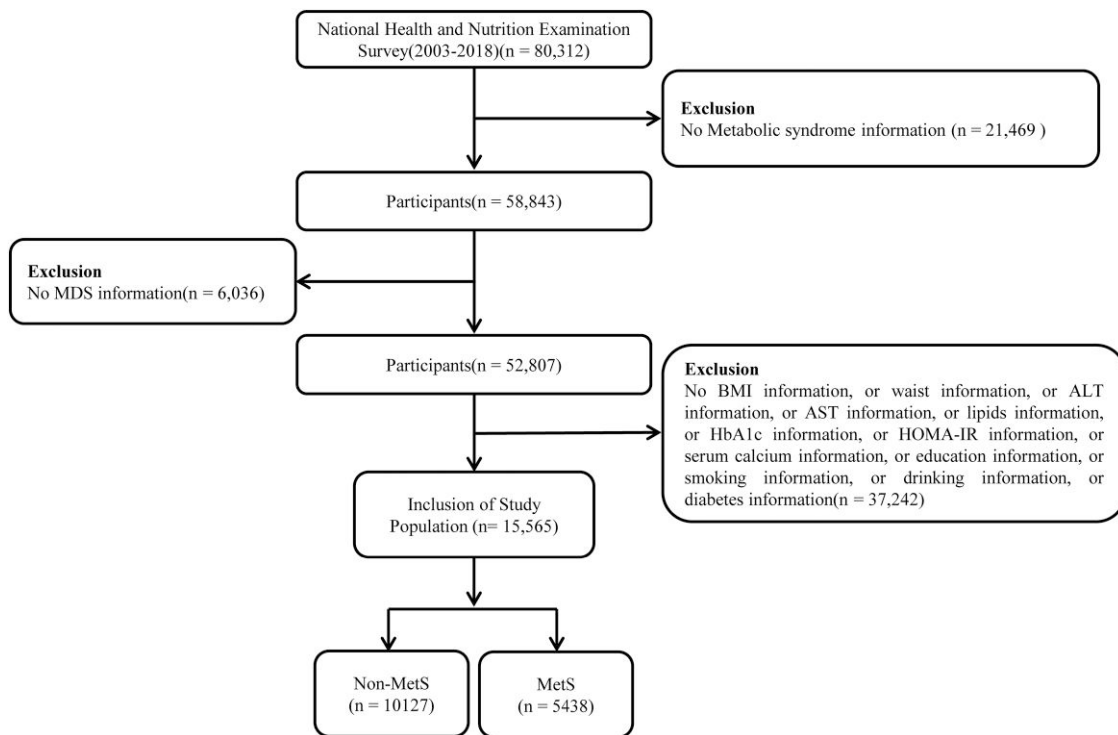 National Health and Nutrition Examination
Survey(2003-2018)(n = 80,312)
Exclusion
No Metabolic syndrome information (n = 21,469 )
Participants(n = 58,843)
Exclusion
No MDS information(n = 6,036)
Participants(n = 52,807)
Exclusion
No BMI information, or waist information, or ALT
information, or AST information, or lipids information,
or HbA1c information, or HOMA-IR information, or
serum calcium information, or education information, or
smoking information, or drinking information, or
diabetes information(n = 37,242)
Inclusion of Study
Population (n= 15,565)
Non-MetS
(n = 10127)
MetS
(n = 5438)